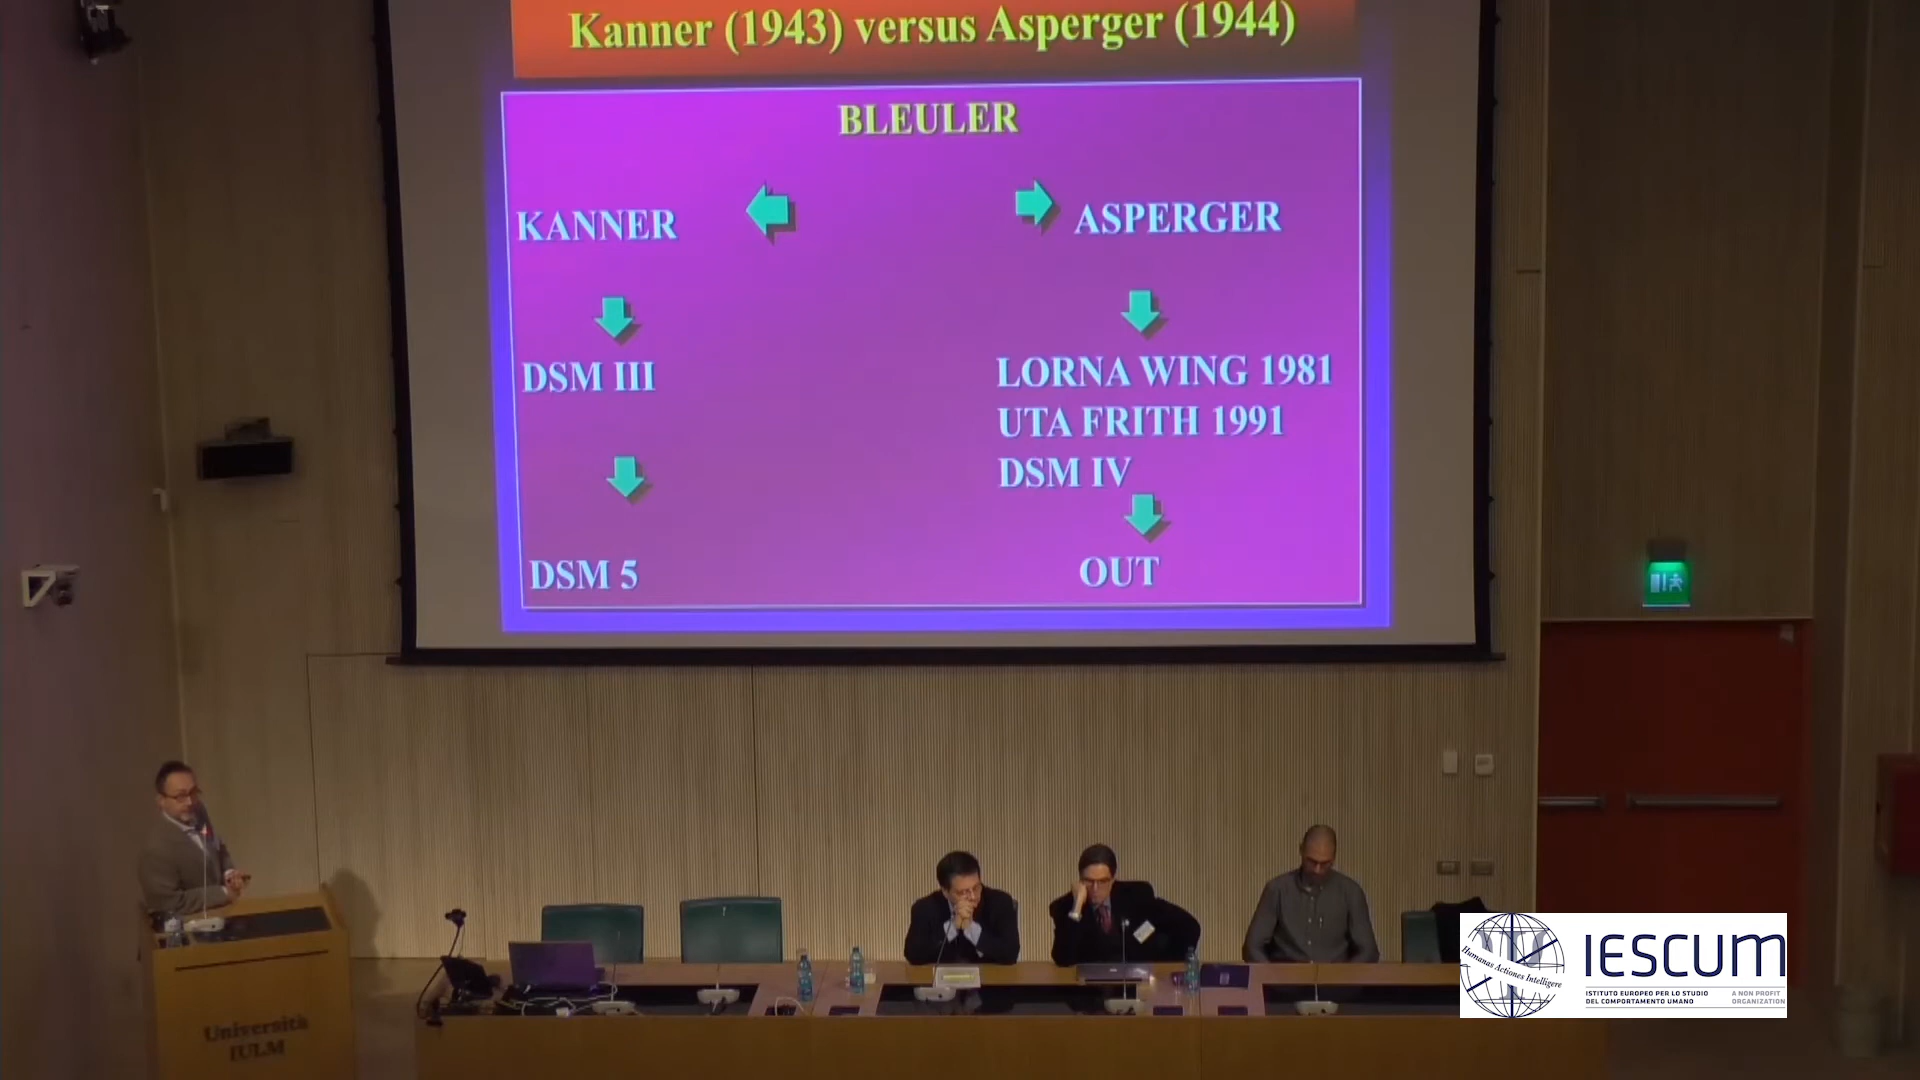 Kanner (1943) versus Asperger (1944)
BLEULER
KANNER
ASPERGER
DSM III
LORNA WING 1981
UTA FRITH 1991
DSM IV
DSM 5
OUT
Università
IULM
Humanas Actiones Intelligere
IESCUM
ISTITUTO EUROPEO PER LO STUDIO
DEL COMPORTAMENTO UMANO
A NON PROFIT
ORGANIZATION